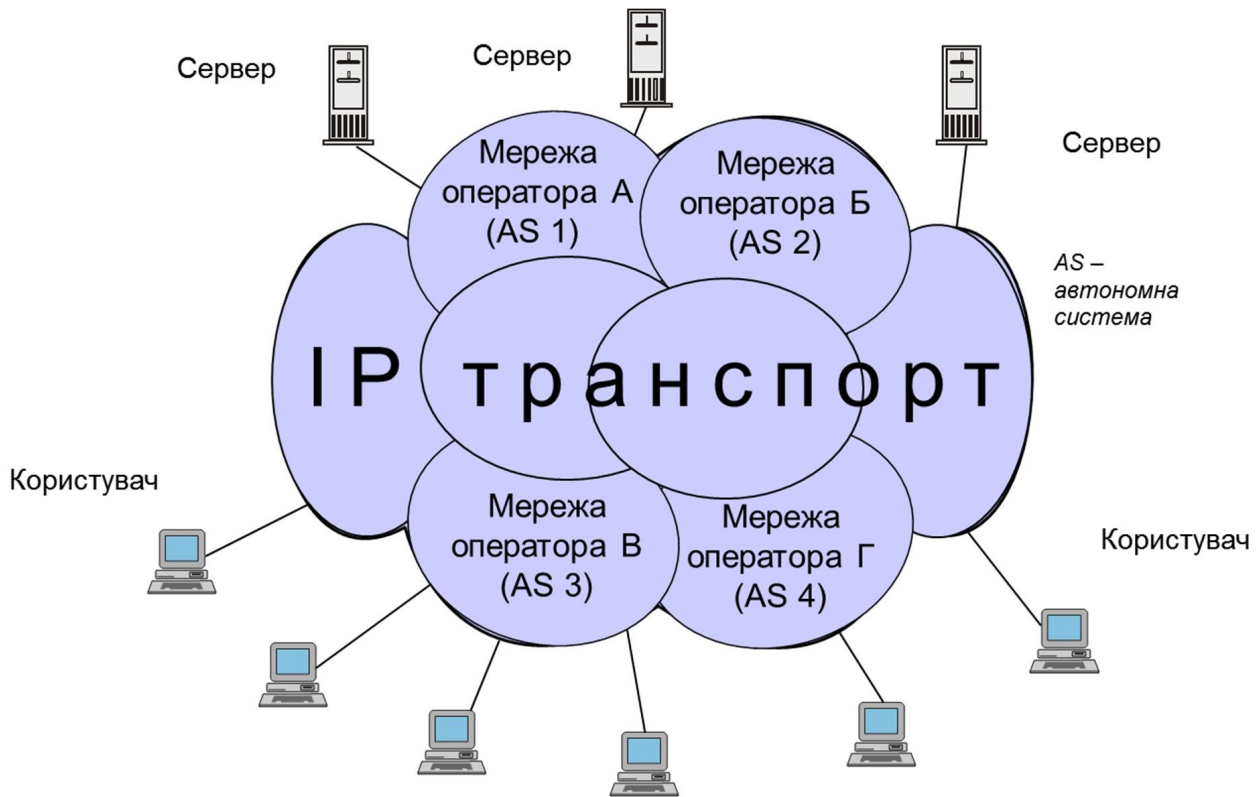 Сервер
Сервер
Сервер
Мережа
оператора А
(AS 1)
Мережа
оператора Б
(AS 2)
AS –
автономна
система
IP транспорт
Користувач
Мережа
оператора В
(AS 3)
Мережа
оператора Г
(AS 4)
Користувач